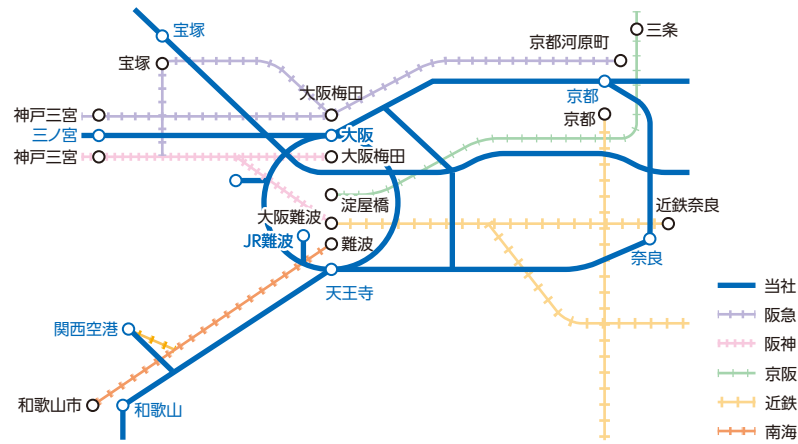 宝塚
三条
京都河原町
宝塚
大阪梅田
京都
神戸三宮
京都
三ノ宮
大阪
神戸三宮
大阪梅田
淀屋橋
近鉄奈良
大阪難波
JR難波
難波
奈良
天王寺
当社
阪急
関西空港
阪神
京阪
近鉄
和歌山市
和歌山
南海